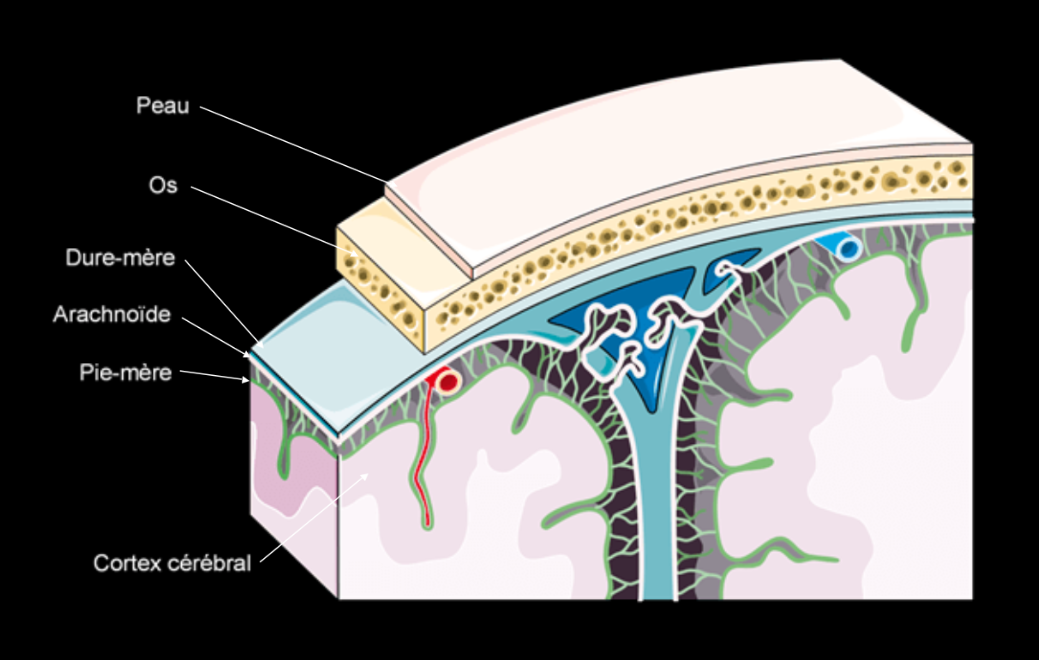 Peau
Os
Dure-mère
Arachnoïde
Pie-mère
Cortex cérébral